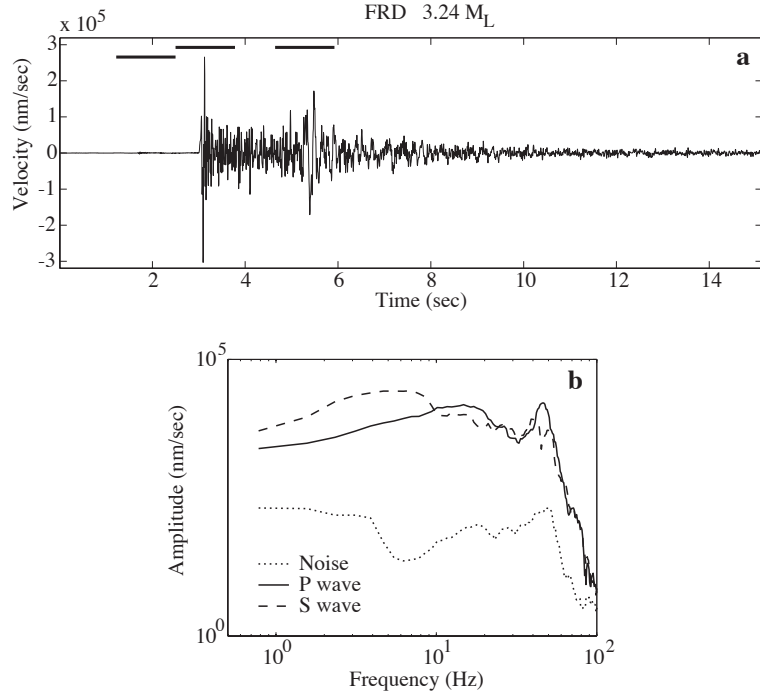 FRD 3.24 M_L
x 10^5
a
3
2
1
0
-1
-2
-3
Velocity (nm/sec)
2 4 6 8 10 12 14
Time (sec)
10^5
b
Amplitude (nm/sec)
Noise
P wave
S wave
10^0
10^0 10^1 10^2
Frequency (Hz)